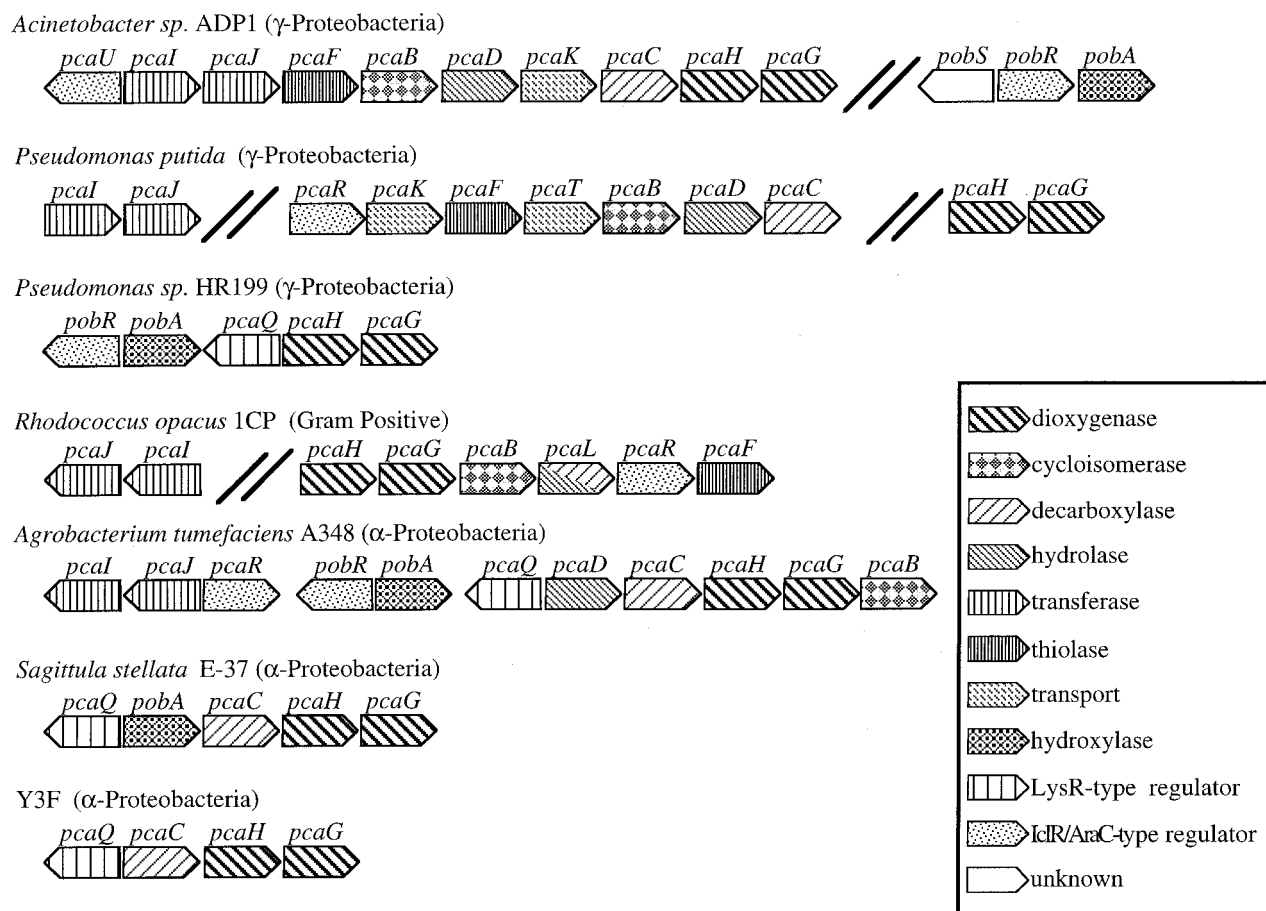 Acinetobacter sp. ADP1 (γ-Proteobacteria)
pcaU pcaI pcaJ pcaF pcaB pcaD pcaK pcaC pcaH pcaG pobS pobR pobA
Pseudomonas putida (γ-Proteobacteria)
pcaI pcaJ pcaR pcaK pcaF pcaT pcaB pcaD pcaC pcaH pcaG
Pseudomonas sp. HR199 (γ-Proteobacteria)
pobR pobA pcaQ pcaH pcaG
Rhodococcus opacus 1CP (Gram Positive)
pcaJ pcaI pcaH pcaG pcaB pcaL pcaR pcaF
Agrobacterium tumefaciens A348 (α-Proteobacteria)
pcaI pcaJ pcaR pobR pobA pcaQ pcaD pcaC pcaH pcaG pcaB
Sagittula stellata E-37 (α-Proteobacteria)
pcaQ pobA pcaC pcaH pcaG
Y3F (α-Proteobacteria)
pcaQ pcaC pcaH pcaG
dioxygenase
cycloisomerase
decarboxylase
hydrolase
transferase
thiolase
transport
hydroxylase
LysR-type regulator
IclR/AraC-type regulator
unknown